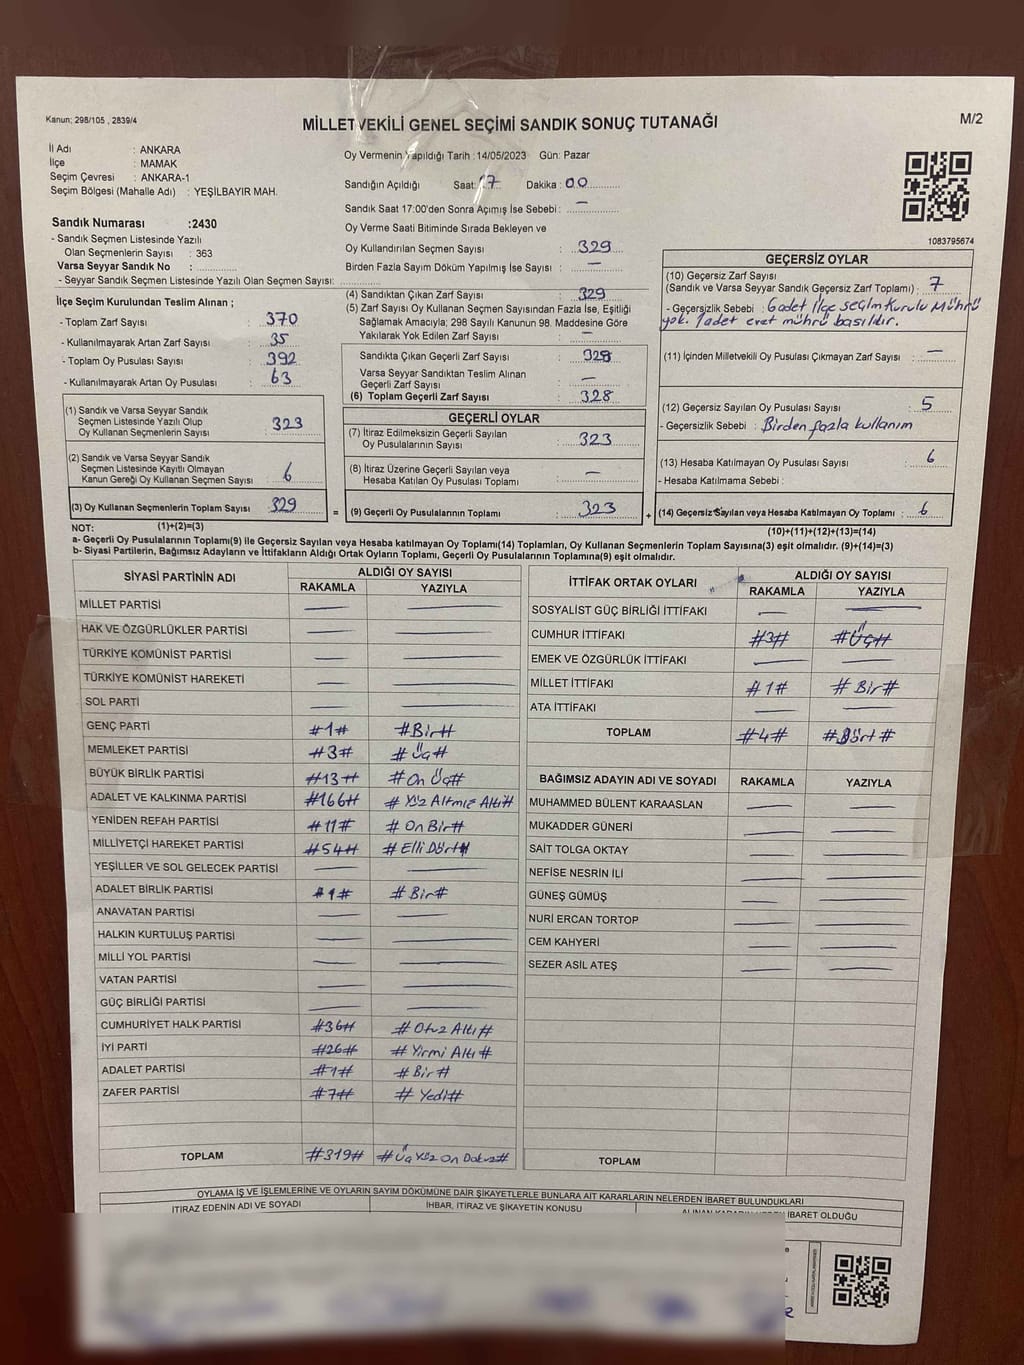 Kanun; 298/105 , 2839/4
MİLLETVEKİLİ GENEL SEÇİMİ SANDIK SONUÇ TUTANAĞI
M/2
İl Adı : ANKARA
İlçe : MAMAK
Seçim Çevresi : ANKARA-1
Seçim Bölgesi (Mahalle Adı) : YEŞİLBAYIR MAH.
Sandık Numarası :2430
- Sandık Seçmen Listesinde Yazılı
Olan Seçmenlerin Sayısı : 363
Varsa Seyyar Sandık No :
- Seyyar Sandık Seçmen Listesinde Yazılı Olan Seçmen Sayısı:
İlçe Seçim Kurulundan Teslim Alınan ;
- Toplam Zarf Sayısı : 370
- Kullanılmayarak Artan Zarf Sayısı : 35
- Toplam Oy Pusulası Sayısı : 392
- Kullanılmayarak Artan Oy Pusulası : 63
(1) Sandık ve Varsa Seyyar Sandık
Seçmen Listesinde Yazılı Olup
Oy Kullanan Seçmenlerin Sayısı : 323
(2) Sandık ve Varsa Seyyar Sandık
Seçmen Listesinde Kayıtlı Olmayan
Kanun Gereği Oy Kullanan Seçmen Sayısı : 6
(3) Oy Kullanan Seçmenlerin Toplam Sayısı : 329
Oy Vermenin Yapıldığı Tarih :14/05/2023 Gün: Pazar
Sandığın Açıldığı Saat: 17 Dakika : 00
Sandık Saat 17:00'den Sonra Açımış İse Sebebi : —
Oy Verme Saati Bitiminde Sırada Bekleyen ve
Oy Kullandırılan Seçmen Sayısı : 329
Birden Fazla Sayım Döküm Yapılmış İse Sayısı : —
(4) Sandıktan Çıkan Zarf Sayısı : 329
(5) Zarf Sayısı Oy Kullanan Seçmen Sayısından Fazla İse, Eşitliği
Sağlamak Amacıyla; 298 Sayılı Kanunun 98. Maddesine Göre
Yakılarak Yok Edilen Zarf Sayısı : —
Sandıkta Çıkan Geçerli Zarf Sayısı : 328
Varsa Seyyar Sandıktan Teslim Alınan
Geçerli Zarf Sayısı : —
(6) Toplam Geçerli Zarf Sayısı : 328
GEÇERLİ OYLAR
(7) İtiraz Edilmeksizin Geçerli Sayılan
Oy Pusulasının Sayısı : 323
(8) İtiraz Üzerine Geçerli Sayılan veya
Hesaba Katılan Oy Pusulası Toplamı : —
= (9) Geçerli Oy Pusulalarının Toplamı : 323
1083795674
GEÇERSİZ OYLAR
(10) Geçersiz Zarf Sayısı
(Sandık ve Varsa Seyyar Sandık Geçersiz Zarf Toplamı) : 7
- Geçersizlik Sebebi : 6 adet İlçe seçim Kurulu Mührü
yok. 1 adet evet mührü basılıdır.
(11) İçinden Milletvekili Oy Pusulası Çıkmayan Zarf Sayısı : —
(12) Geçersiz Sayılan Oy Pusulası Sayısı : 5
- Geçersizlik Sebebi : Birden fazla kullanım
(13) Hesaba Katılmayan Oy Pusulası Sayısı : 6
- Hesaba Katılmama Sebebi :
+ (14) Geçersiz Sayılan veya Hesaba Katılmayan Oy Toplamı : 6
NOT: (1)+(2)=(3)
(10)+(11)+(12)+(13)=(14)
a- Geçerli Oy Pusulalarının Toplamı(9) ile Geçersiz Sayılan veya Hesaba katılmayan Oy Toplamı(14) Toplamları, Oy Kullanan Seçmenlerin Toplam Sayısına(3) eşit olmalıdır. (9)+(14)=(3)
b- Siyasi Partilerin, Bağımsız Adayların ve İttifakların Aldığı Ortak Oyların Toplamı, Geçerli Oy Pusulalarının Toplamına(9) eşit olmalıdır.
SİYASİ PARTİNİN ADI ALDIĞI OY SAYISI
RAKAMLA YAZIYLA
MİLLET PARTİSİ — —
HAK VE ÖZGÜRLÜKLER PARTİSİ — —
TÜRKİYE KOMÜNİST PARTİSİ — —
TÜRKİYE KOMÜNİST HAREKETİ — —
SOL PARTİ — —
GENÇ PARTİ #1# #Bir#
MEMLEKET PARTİSİ #3# #Üç#
BÜYÜK BİRLİK PARTİSİ #13# #On Üç#
ADALET VE KALKINMA PARTİSİ #166# #Yüz Altmış Altı#
YENİDEN REFAH PARTİSİ #11# #On Bir#
MİLLİYETÇİ HAREKET PARTİSİ #54# #Elli Dört#
YEŞİLLER VE SOL GELECEK PARTİSİ — —
ADALET BİRLİK PARTİSİ #1# #Bir#
ANAVATAN PARTİSİ — —
HALKIN KURTULUŞ PARTİSİ — —
MİLLİ YOL PARTİSİ — —
VATAN PARTİSİ — —
GÜÇ BİRLİĞİ PARTİSİ — —
CUMHURİYET HALK PARTİSİ #36# #Otuz Altı#
İYİ PARTİ #26# #Yirmi Altı#
ADALET PARTİSİ #1# #Bir#
ZAFER PARTİSİ #7# #Yedi#
TOPLAM #319# #Üç Yüz On Dokuz#
İTTİFAK ORTAK OYLARI ALDIĞI OY SAYISI
RAKAMLA YAZIYLA
SOSYALİST GÜÇ BİRLİĞİ İTTİFAKI — —
CUMHUR İTTİFAKI #3# #Üç#
EMEK VE ÖZGÜRLÜK İTTİFAKI — —
MİLLET İTTİFAKI #1# #Bir#
ATA İTTİFAKI — —
TOPLAM #4# #Dört#
BAĞIMSIZ ADAYIN ADI VE SOYADI RAKAMLA YAZIYLA
MUHAMMED BÜLENT KARAASLAN — —
MUKADDER GÜNERİ — —
SAİT TOLGA OKTAY — —
NEFİSE NESRİN İLİ — —
GÜNEŞ GÜMÜŞ — —
NURİ ERCAN TORTOP — —
CEM KAHYERİ — —
SEZER ASİL ATEŞ — —
TOPLAM
OYLAMA İŞ VE İŞLEMLERİNE VE OYLARIN SAYIM DÖKÜMÜNE DAİR ŞİKAYETLERLE BUNLARA AİT KARARLARIN NELERDEN İBARET BULUNDUKLARI
İTİRAZ EDENİN ADI VE SOYADI İHBAR, İTİRAZ VE ŞİKAYETİN KONUSU İBARET OLDUĞU